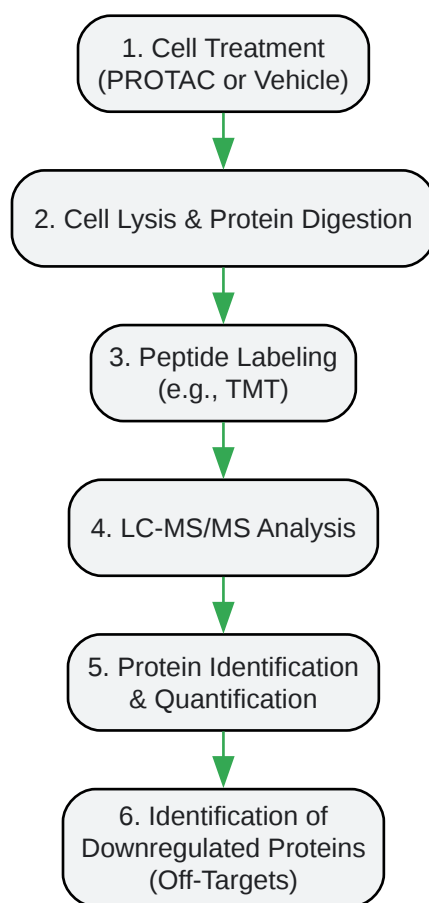 1. Cell Treatment
(PROTAC or Vehicle)
2. Cell Lysis & Protein Digestion
3. Peptide Labeling
(e.g., TMT)
4. LC-MS/MS Analysis
5. Protein Identification
& Quantification
6. Identification of
Downregulated Proteins
(Off-Targets)